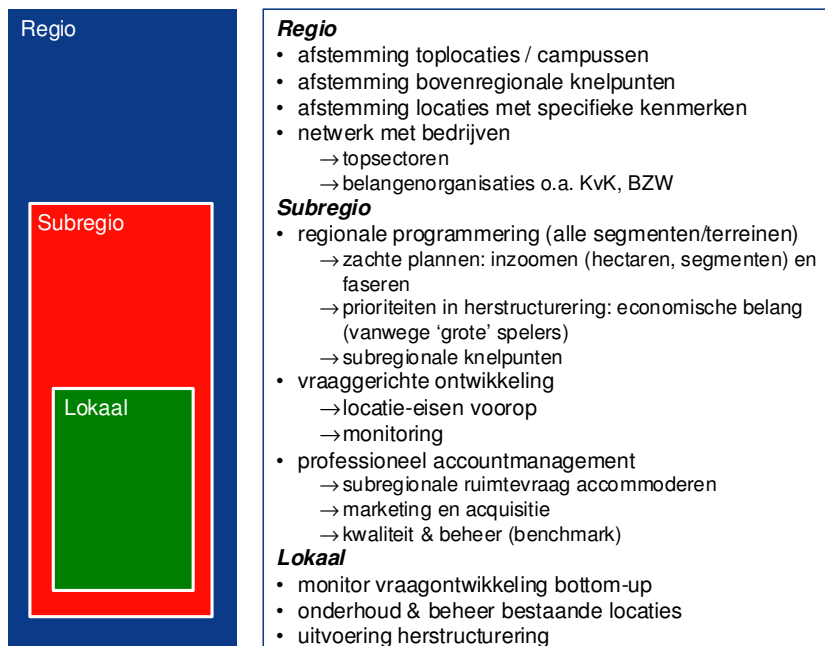 Regio
Subregio
Lokaal
Regio
• afstemming toplocaties / campussen
• afstemming bovenregionale knelpunten
• afstemming locaties met specifieke kenmerken
• netwerk met bedrijven
→ topsectoren
→ belangenorganisaties o.a. KvK, BZW
Subregio
• regionale programmering (alle segmenten/terreinen)
→ zachte plannen: inzoomen (hectaren, segmenten) en
faseren
→ prioriteiten in herstructurering: economische belang
(vanwege ‘grote’ spelers)
→ subregionale knelpunten
• vraaggerichte ontwikkeling
→ locatie-eisen voorop
→ monitoring
• professioneel accountmanagement
→ subregionale ruimtevraag accommoderen
→ marketing en acquisitie
→ kwaliteit & beheer (benchmark)
Lokaal
• monitor vraagontwikkeling bottom-up
• onderhoud & beheer bestaande locaties
• uitvoering herstructurering